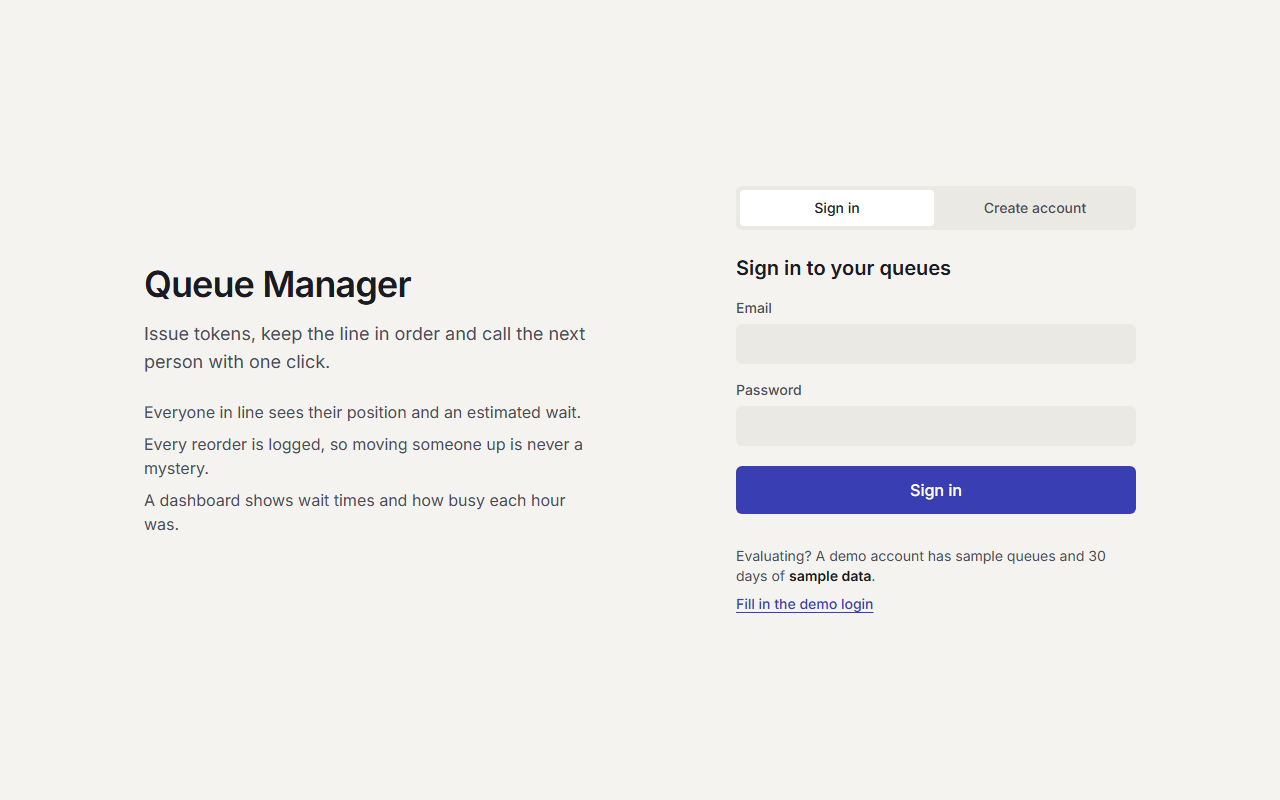 Queue Manager
Issue tokens, keep the line in order and call the next
person with one click.
Everyone in line sees their position and an estimated wait.
Every reorder is logged, so moving someone up is never a
mystery.
A dashboard shows wait times and how busy each hour
was.
Sign in
Create account
Sign in to your queues
Email
Password
Sign in
Evaluating? A demo account has sample queues and 30
days of sample data.
Fill in the demo login